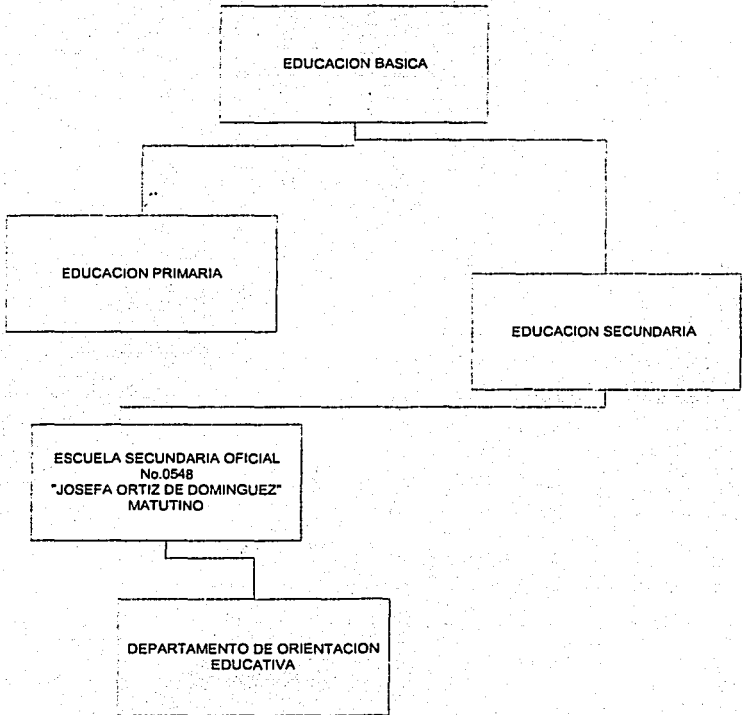 EDUCACION BASICA
EDUCACION PRIMARIA
EDUCACION SECUNDARIA
ESCUELA SECUNDARIA OFICIAL
No.0548
"JOSEFA ORTIZ DE DOMINGUEZ"
MATUTINO
DEPARTAMENTO DE ORIENTACION
EDUCATIVA